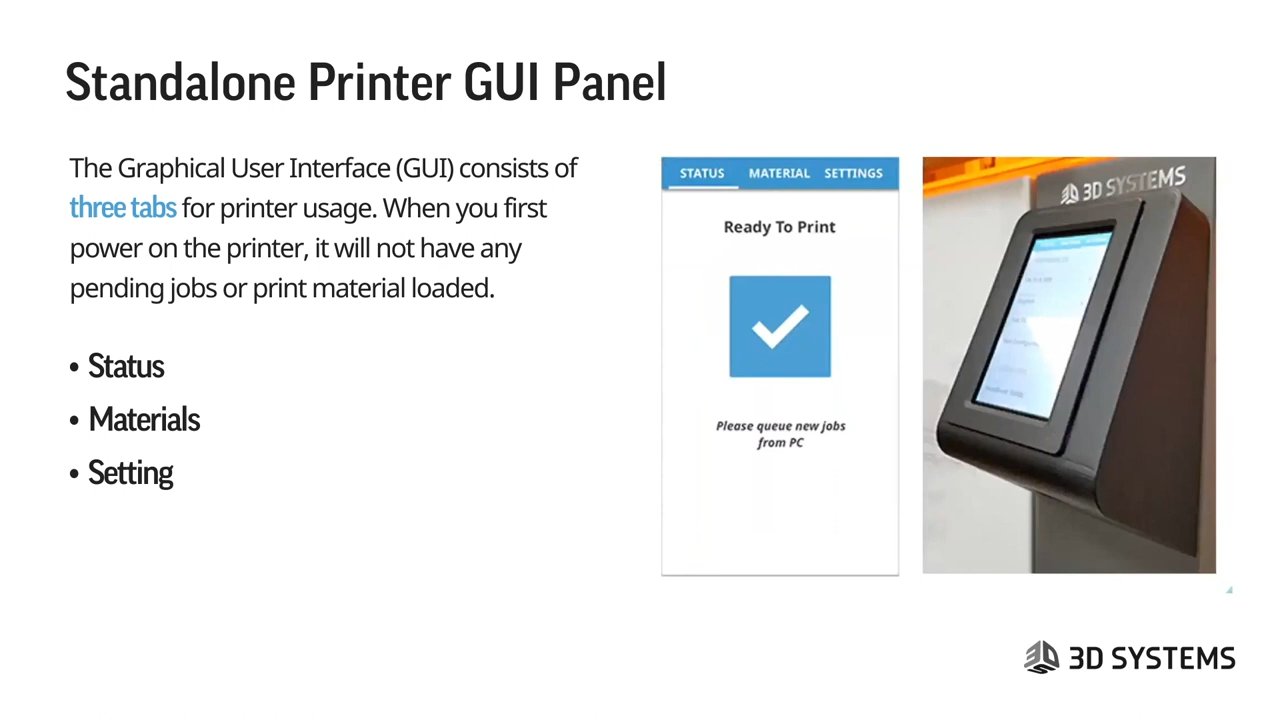 Standalone Printer GUI Panel
The Graphical User Interface (GUI) consists of
three tabs for printer usage. When you first
power on the printer, it will not have any
pending jobs or print material loaded.
• Status
• Materials
• Setting
STATUS MATERIAL SETTINGS
Ready To Print
Please queue new jobs
from PC
3D SYSTEMS
3D SYSTEMS